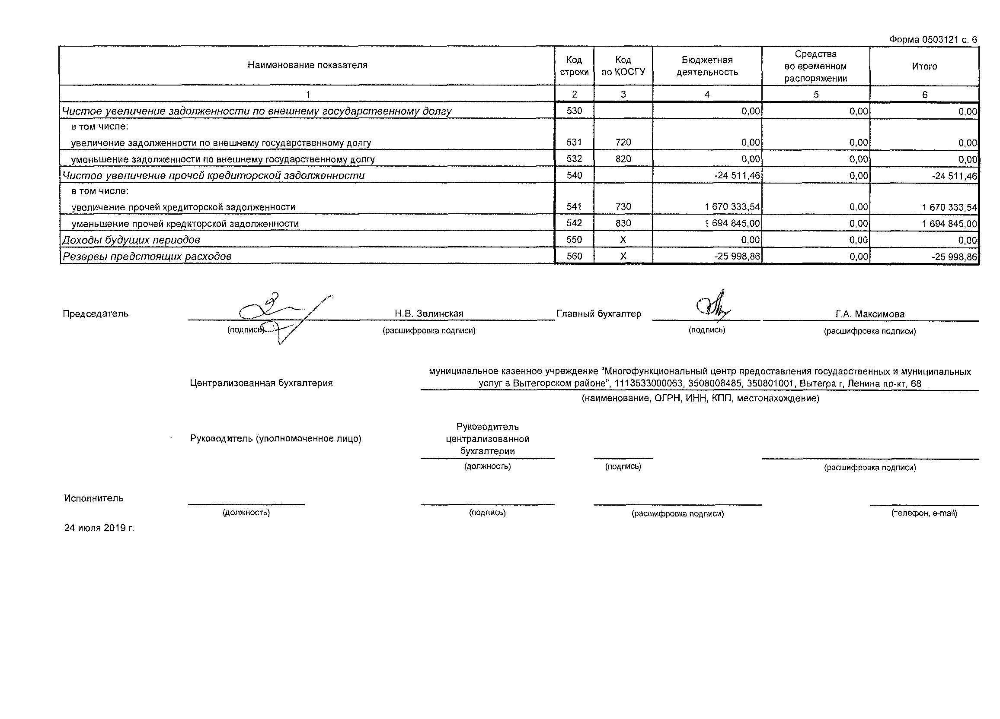 Форма 0503121 с. 6
Наименование показателя
Код строки
Код по КОСГУ
Бюджетная деятельность
Средства во временном распоряжении
Итого
1 2 3 4 5 6
Чистое увеличение задолженности по внешнему государственному долгу 530 0,00 0,00 0,00
в том числе:
увеличение задолженности по внешнему государственному долгу 531 720 0,00 0,00 0,00
уменьшение задолженности по внешнему государственному долгу 532 820 0,00 0,00 0,00
Чистое увеличение прочей кредиторской задолженности 540 -24 511,46 0,00 -24 511,46
в том числе:
увеличение прочей кредиторской задолженности 541 730 1 670 333,54 0,00 1 670 333,54
уменьшение прочей кредиторской задолженности 542 830 1 694 845,00 0,00 1 694 845,00
Доходы будущих периодов 550 X 0,00 0,00 0,00
Резервы предстоящих расходов 560 X -25 998,86 0,00 -25 998,86
Председатель Н.В. Зелинская Главный бухгалтер Г.А. Максимова
(подпись) (расшифровка подписи) (подпись) (расшифровка подписи)
муниципальное казенное учреждение "Многофункциональный центр предоставления государственных и муниципальных
Централизованная бухгалтерия услуг в Вытегорском районе", 1113533000063, 3508008485, 350801001, Вытегра г, Ленина пр-кт, 68
(наименование, ОГРН, ИНН, КПП, местонахождение)
Руководитель (уполномоченное лицо)
Руководитель
централизованной
бухгалтерии
(должность) (подпись) (расшифровка подписи)
Исполнитель
(должность) (подпись) (расшифровка подписи) (телефон, e-mail)
24 июля 2019 г.